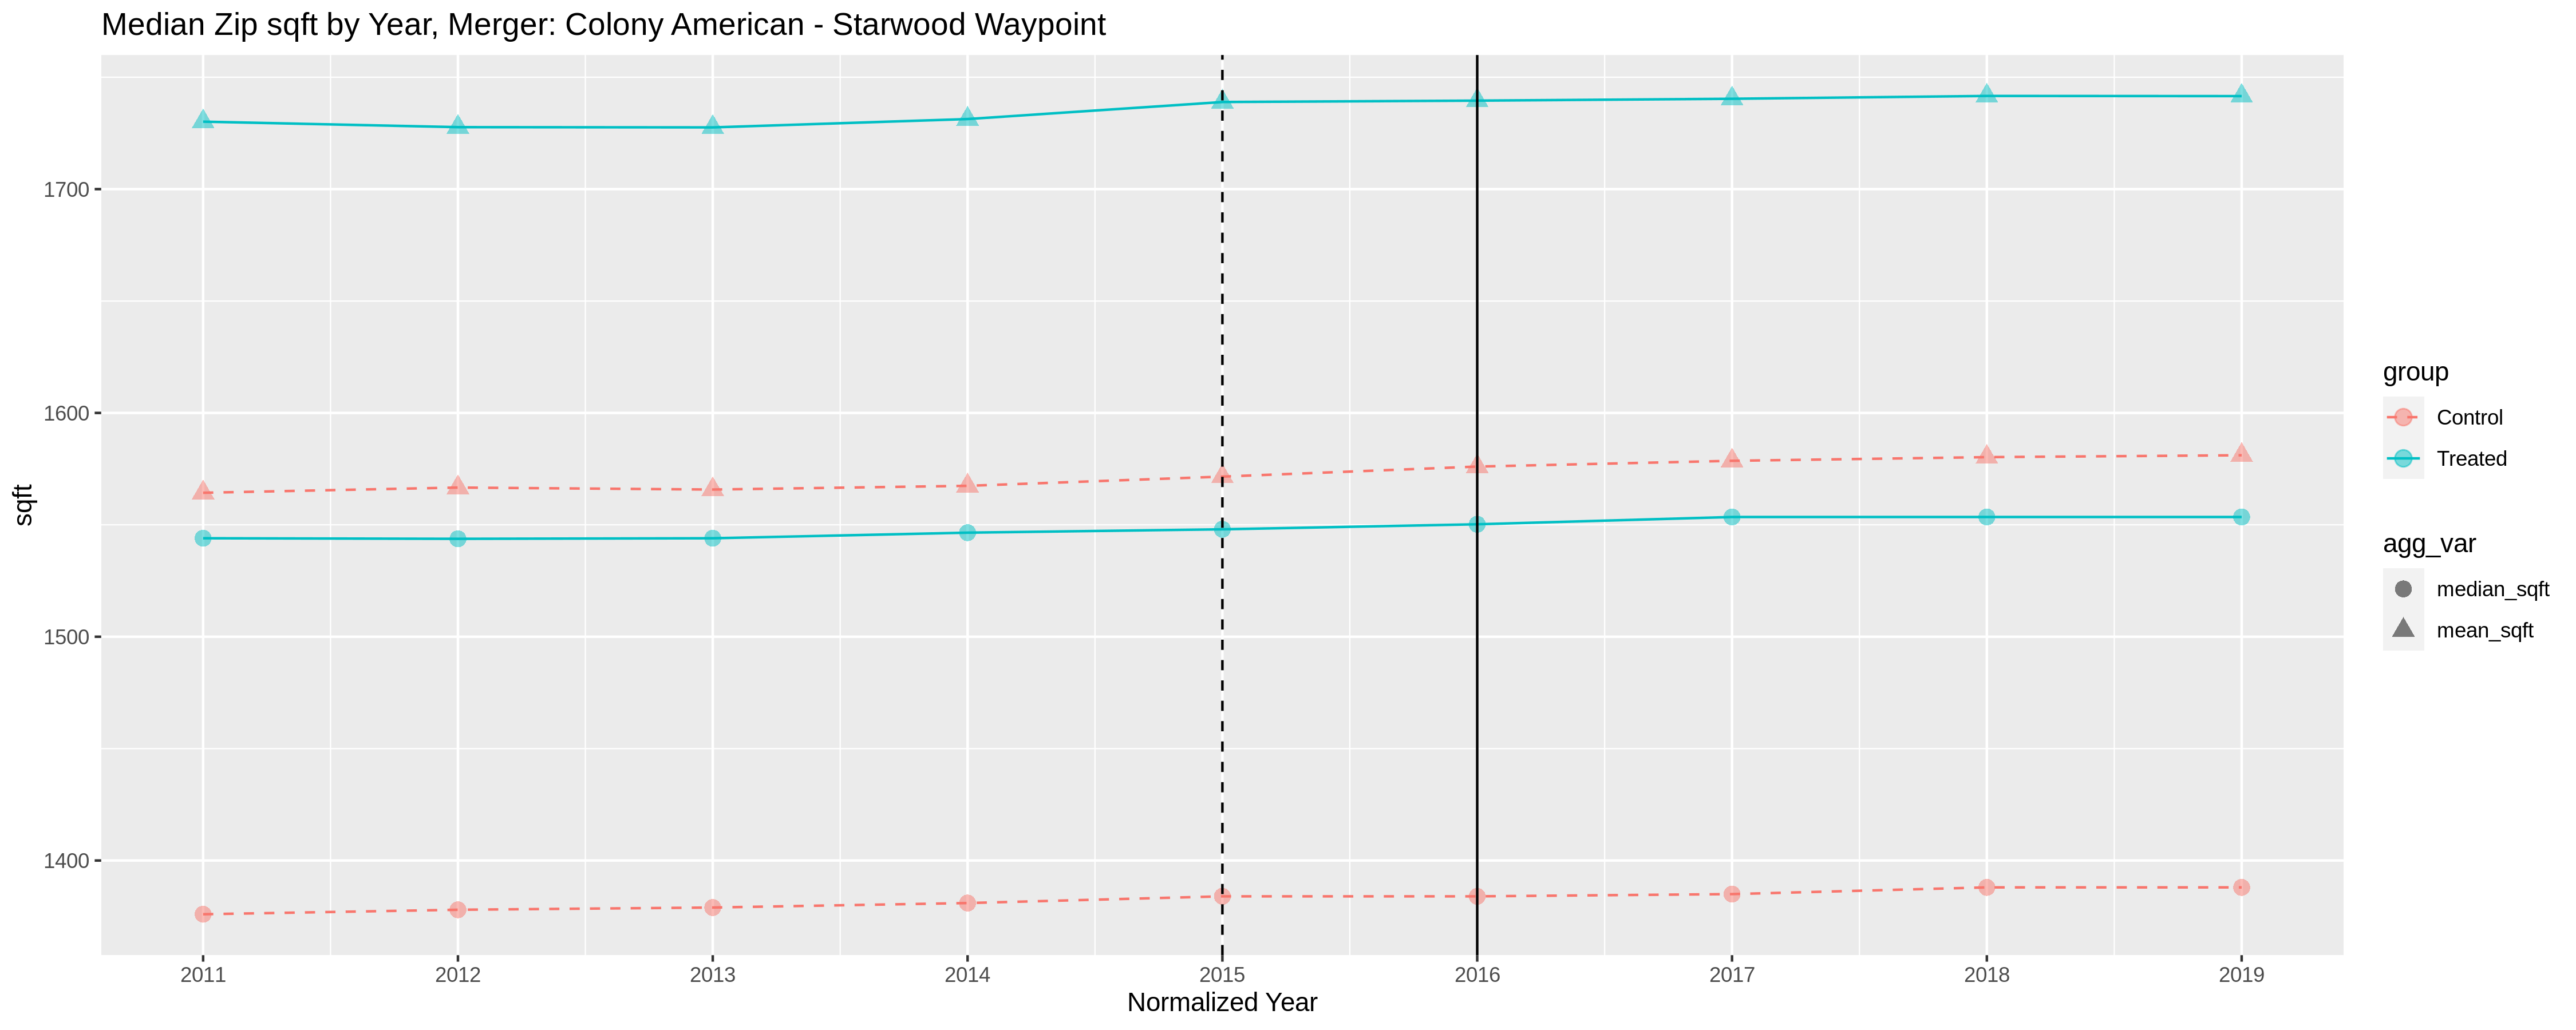 Median Zip sqft by Year, Merger: Colony American - Starwood Waypoint
sqft
1700
1600
1500
1400
2011 2012 2013 2014 2015 2016 2017 2018 2019
Normalized Year
group
Control
Treated
agg_var
median_sqft
mean_sqft